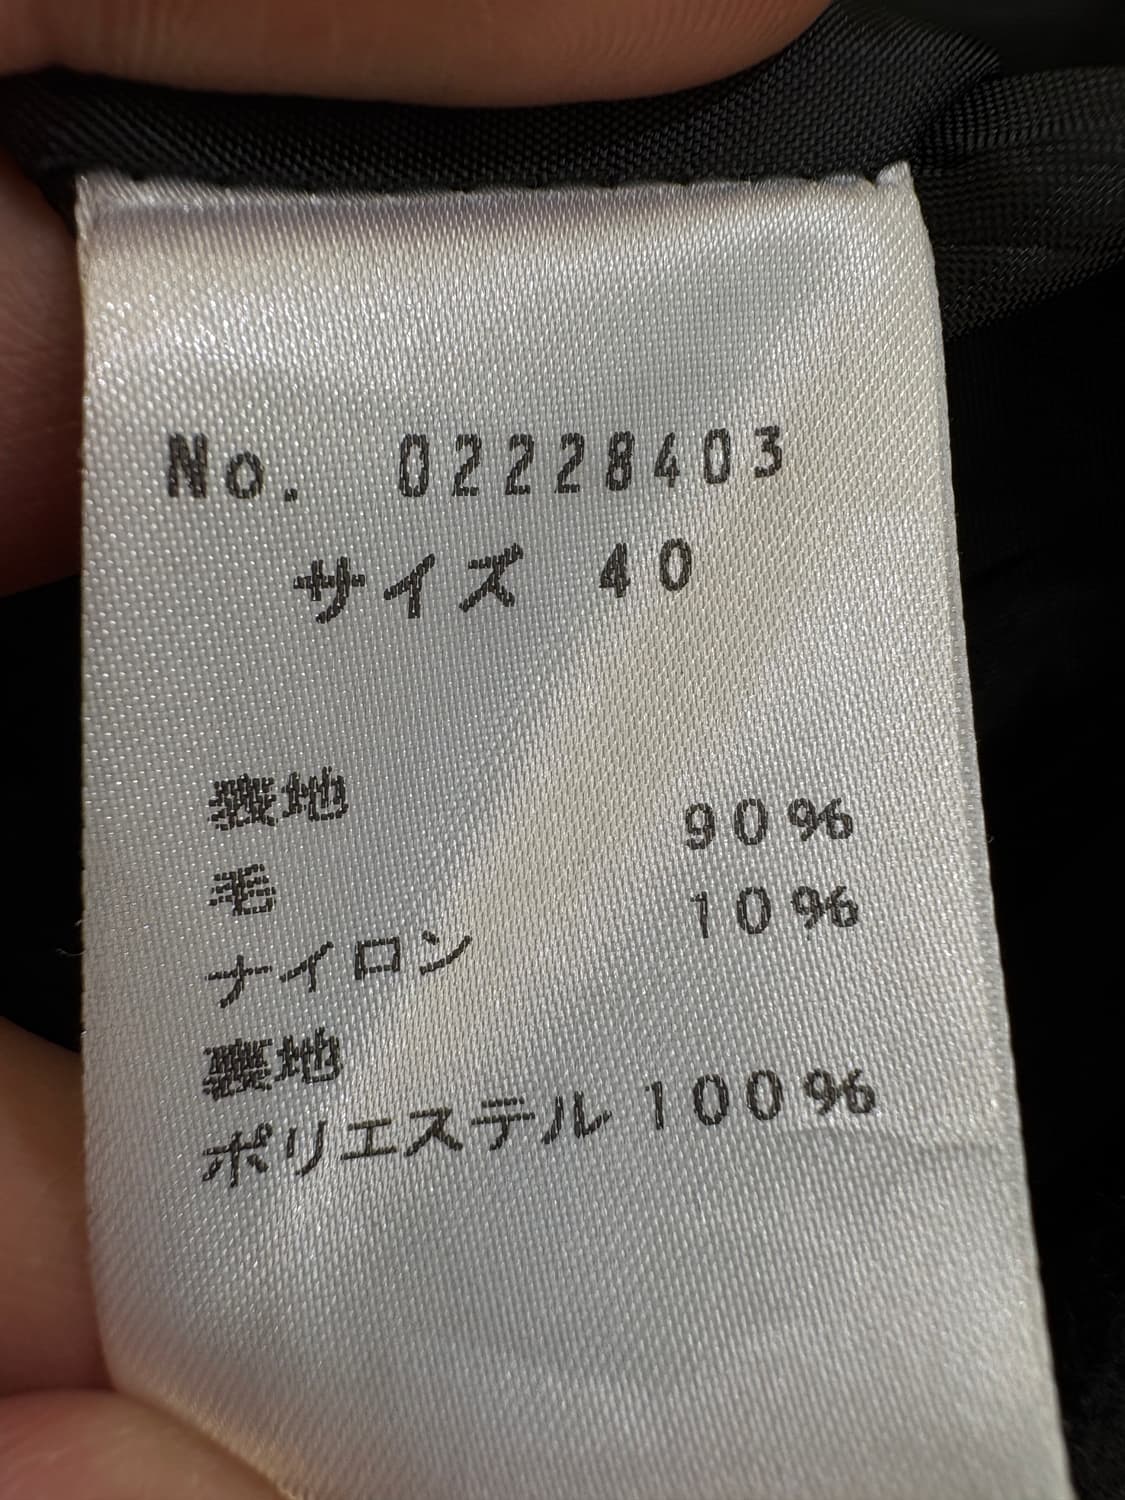 No. 02228403
サイズ 40
表地
毛 90%
ナイロン 10%
裏地
ポリエステル 100%